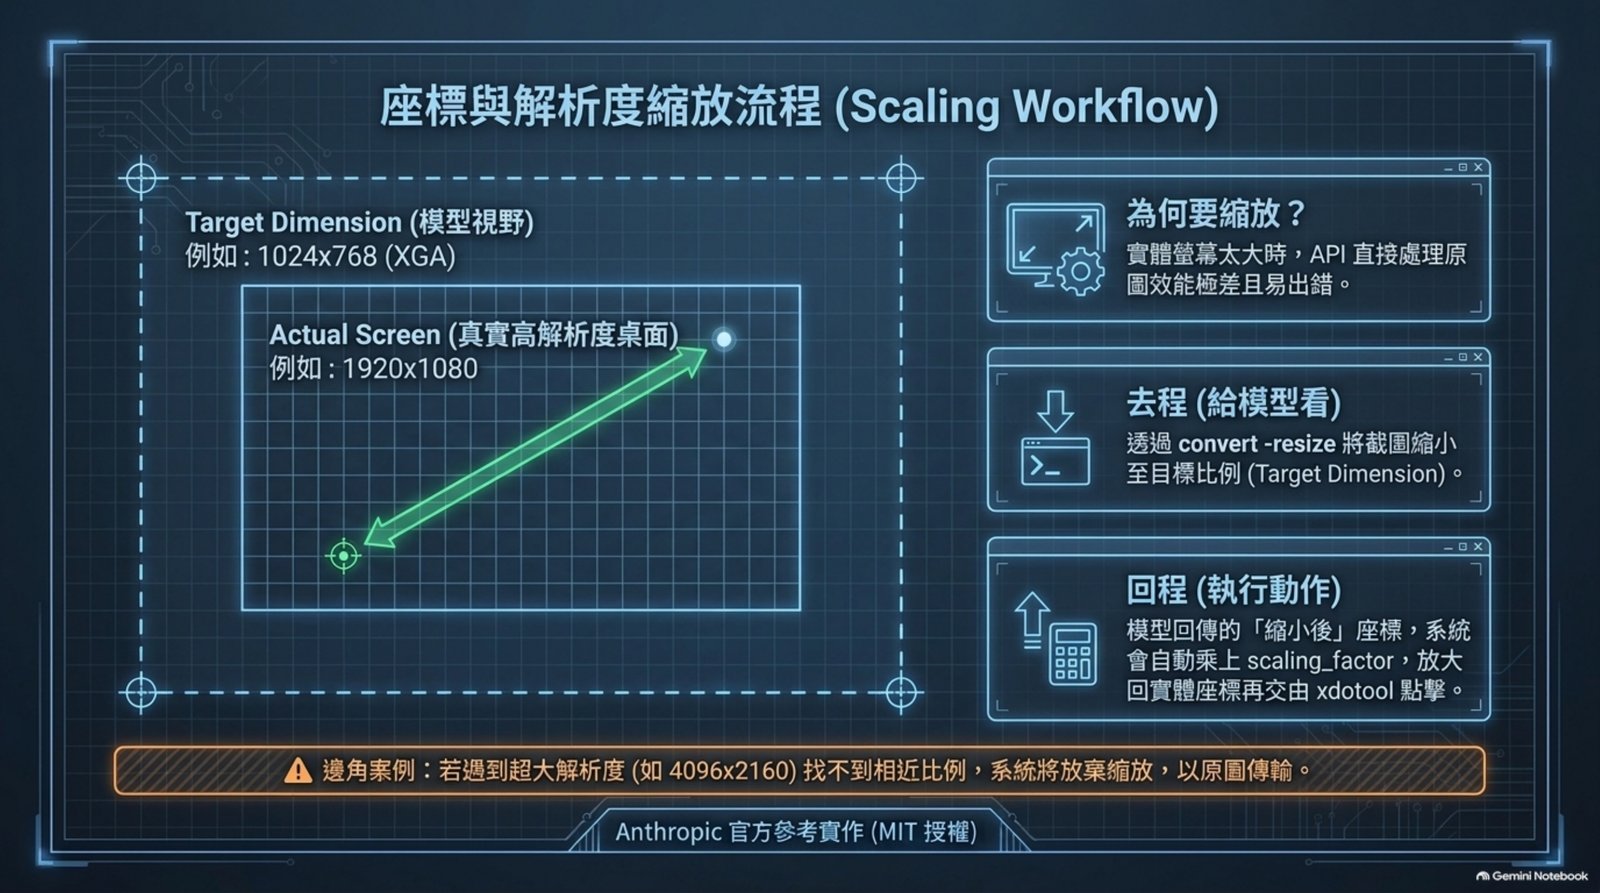 座標與解析度縮放流程 (Scaling Workflow)
Target Dimension (模型視野)
例如 : 1024x768 (XGA)
Actual Screen (真實高解析度桌面)
例如 : 1920x1080
為何要縮放？
實體螢幕太大時，API 直接處理原
圖效能極差且易出錯。
去程 (給模型看)
透過 convert -resize 將截圖縮小
至目標比例 (Target Dimension)。
回程 (執行動作)
模型回傳的「縮小後」座標，系統
會自動乘上 scaling_factor，放大
回實體座標再交由 xdotool 點擊。
邊角案例：若遇到超大解析度 (如 4096x2160) 找不到相近比例，系統將放棄縮放，以原圖傳輸。
Anthropic 官方參考實作 (MIT 授權)
Gemini Notebook